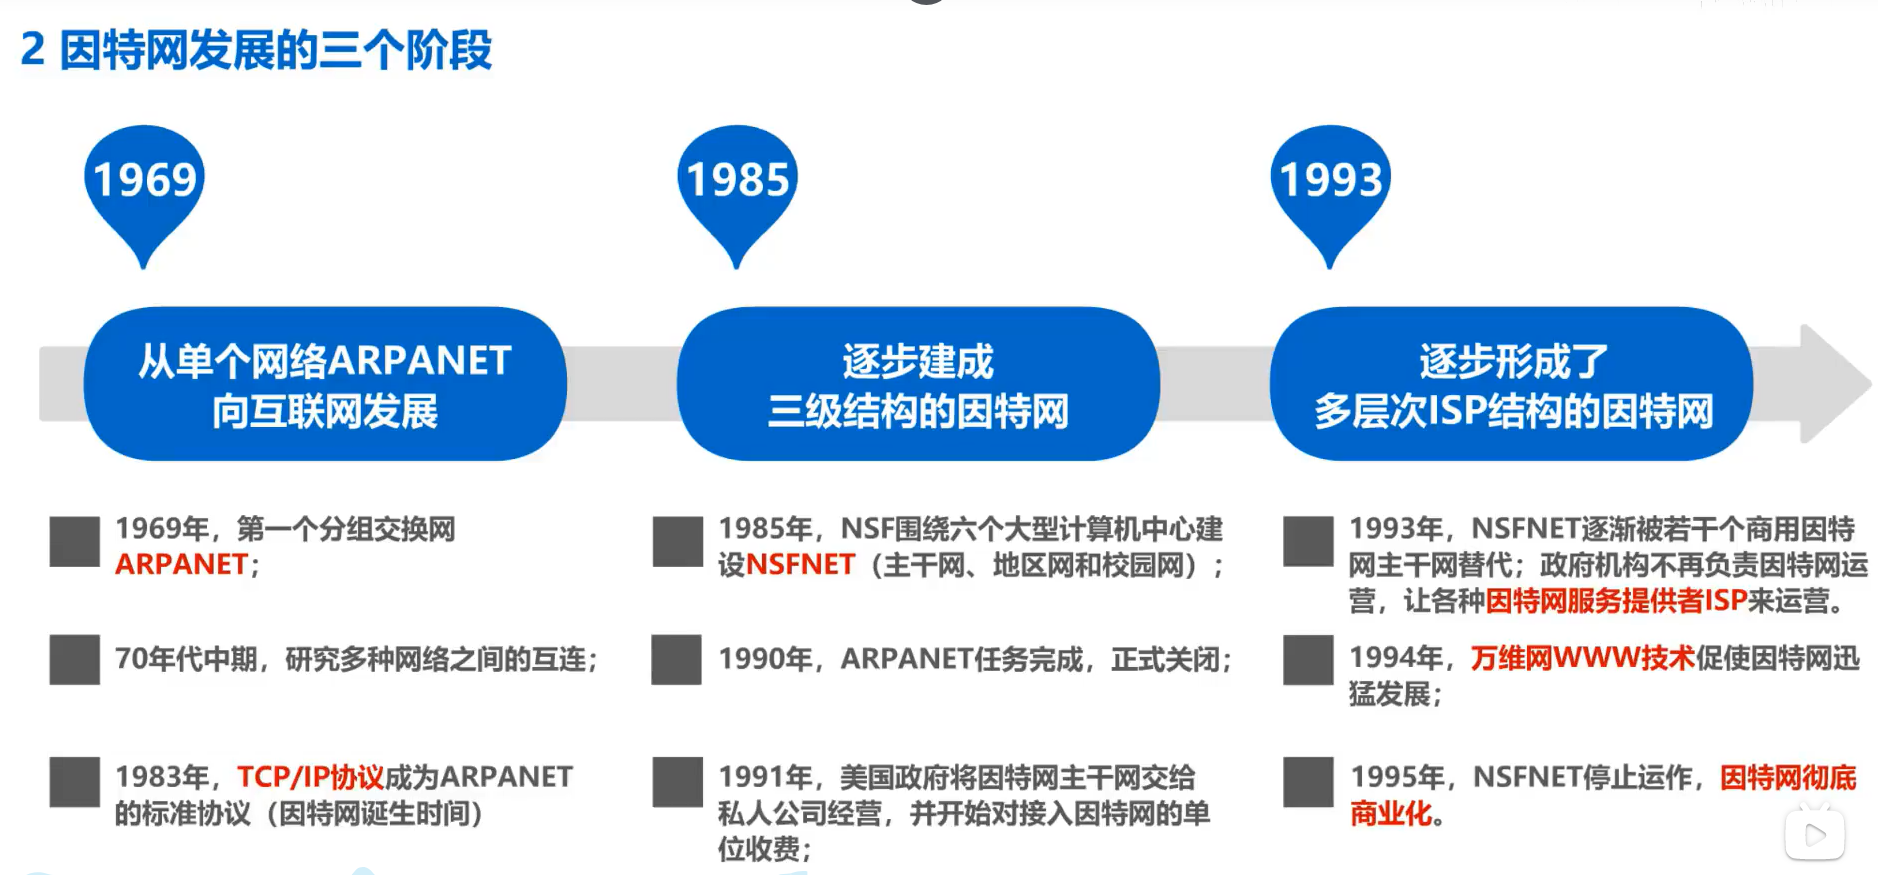 2 因特网发展的三个阶段
1969
1985
1993
从单个网络ARPANET
向互联网发展
逐步建成
三级结构的因特网
逐步形成了
多层次ISP结构的因特网
1969年，第一个分组交换网
ARPANET；
70年代中期，研究多种网络之间的互连；
1983年，TCP/IP协议成为ARPANET
的标准协议（因特网诞生时间）
1985年，NSF围绕六个大型计算机中心建
设NSFNET（主干网、地区网和校园网）；
1990年，ARPANET任务完成，正式关闭；
1991年，美国政府将因特网主干网交给
私人公司经营，并开始对接入因特网的单
位收费；
1993年，NSFNET逐渐被若干个商用因特
网主干网替代；政府机构不再负责因特网运
营，让各种因特网服务提供者ISP来运营。
1994年，万维网WWW技术促使因特网迅
猛发展；
1995年，NSFNET停止运作，因特网彻底
商业化。